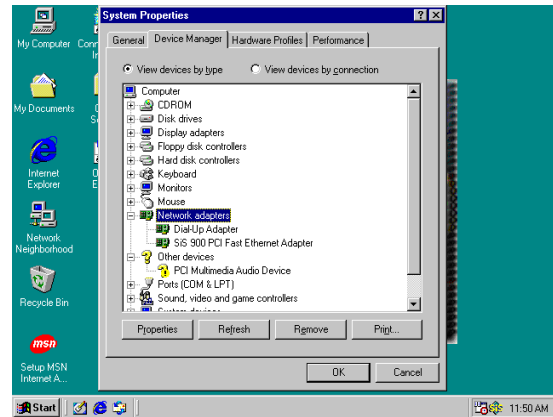 System Properties
General Device Manager Hardware Profiles Performance
View devices by type View devices by connection
Computer
CDROM
Disk drives
Display adapters
Floppy disk controllers
Hard disk controllers
Keyboard
Monitors
Mouse
Network adapters
Dial-Up Adapter
SiS 900 PCI Fast Ethernet Adapter
Other devices
PCI Multimedia Audio Device
Ports (COM & LPT)
Sound, video and game controllers
Properties Refresh Remove Print...
OK Cancel
My Computer
My Documents
Internet
Explorer
Network
Neighborhood
Recycle Bin
msn
Setup MSN
Internet A...
Start
11:50 AM